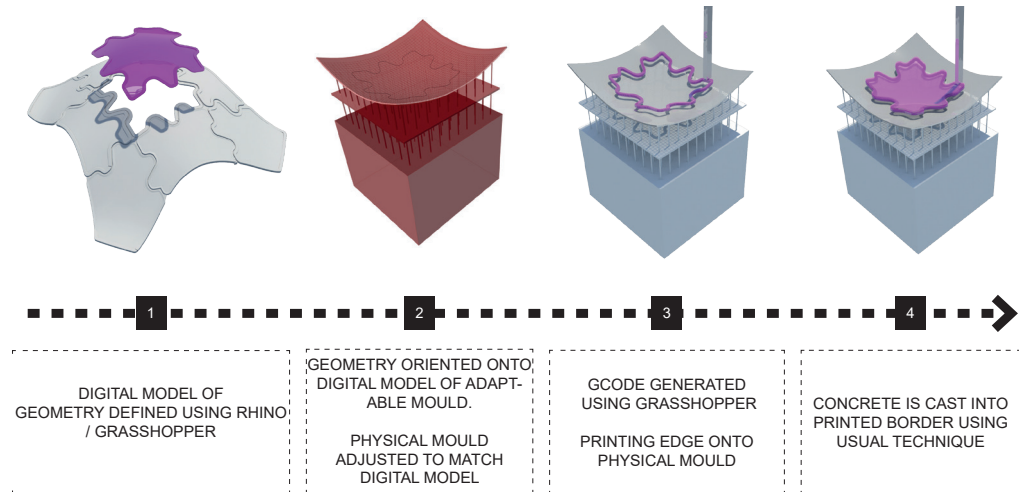 1
2
3
4
DIGITAL MODEL OF
GEOMETRY DEFINED USING RHINO
/ GRASSHOPPER
GEOMETRY ORIENTED ONTO
DIGITAL MODEL OF ADAPT-
ABLE MOULD.
PHYSICAL MOULD
ADJUSTED TO MATCH
DIGITAL MODEL
GCODE GENERATED
USING GRASSHOPPER
PRINTING EDGE ONTO
PHYSICAL MOULD
CONCRETE IS CAST INTO
PRINTED BORDER USING
USUAL TECHNIQUE